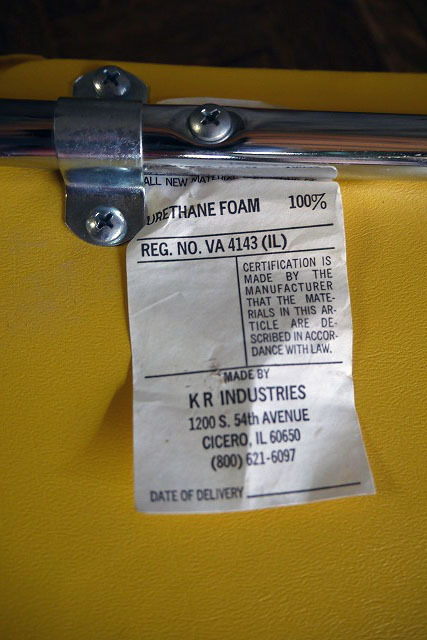 ALL NEW MATERIAL
URETHANE FOAM 100%
REG. NO. VA 4143 (IL)
CERTIFICATION IS
MADE BY THE
MANUFACTURER
THAT THE MATE-
RIALS IN THIS AR-
TICLE ARE DE-
SCRIBED IN ACCOR-
DANCE WITH LAW.
MADE BY
K R INDUSTRIES
1200 S. 54th AVENUE
CICERO, IL 60650
(800) 621-6097
DATE OF DELIVERY